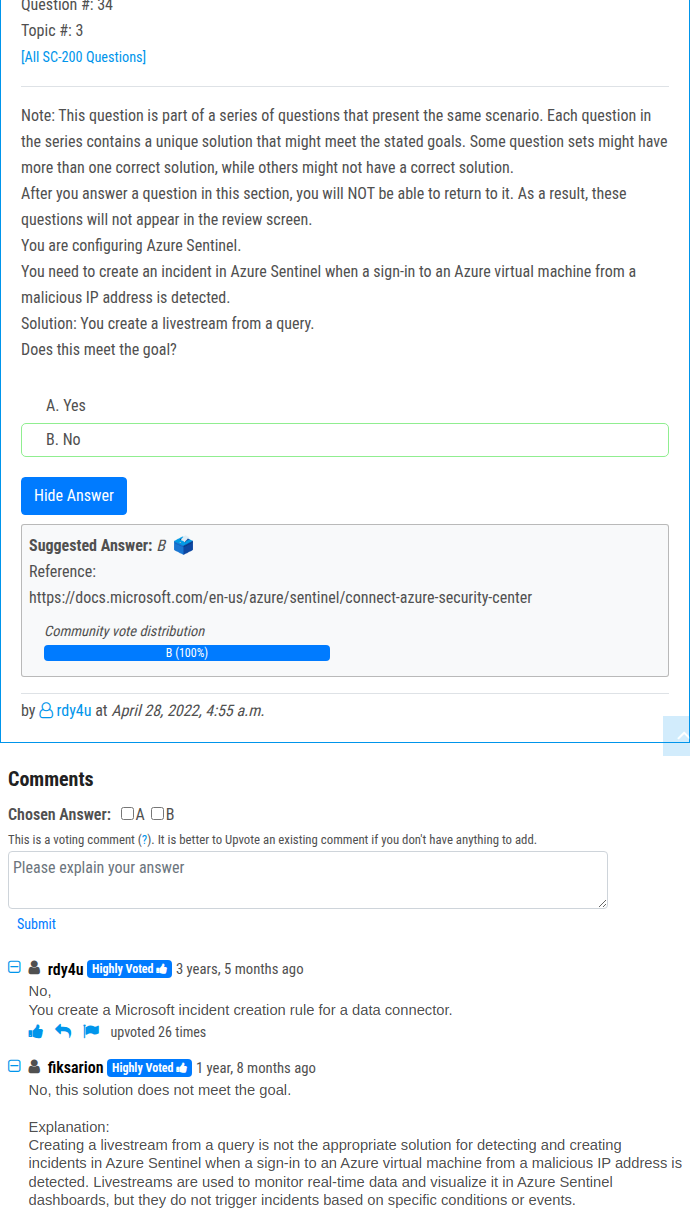 Question #: 34
Topic #: 3
[All SC-200 Questions]
Note: This question is part of a series of questions that present the same scenario. Each question in
the series contains a unique solution that might meet the stated goals. Some question sets might have
more than one correct solution, while others might not have a correct solution.
After you answer a question in this section, you will NOT be able to return to it. As a result, these
questions will not appear in the review screen.
You are configuring Azure Sentinel.
You need to create an incident in Azure Sentinel when a sign-in to an Azure virtual machine from a
malicious IP address is detected.
Solution: You create a livestream from a query.
Does this meet the goal?
A. Yes
B. No
Hide Answer
Suggested Answer: B
Reference:
https://docs.microsoft.com/en-us/azure/sentinel/connect-azure-security-center
Community vote distribution
B (100%)
by rdy4u at April 28, 2022, 4:55 a.m.
Comments
Chosen Answer: A B
This is a voting comment (?). It is better to Upvote an existing comment if you don't have anything to add.
Please explain your answer
Submit
rdy4u Highly Voted 3 years, 5 months ago
No,
You create a Microsoft incident creation rule for a data connector.
upvoted 26 times
fiksarion Highly Voted 1 year, 8 months ago
No, this solution does not meet the goal.
Explanation:
Creating a livestream from a query is not the appropriate solution for detecting and creating
incidents in Azure Sentinel when a sign-in to an Azure virtual machine from a malicious IP address is
detected. Livestreams are used to monitor real-time data and visualize it in Azure Sentinel
dashboards, but they do not trigger incidents based on specific conditions or events.